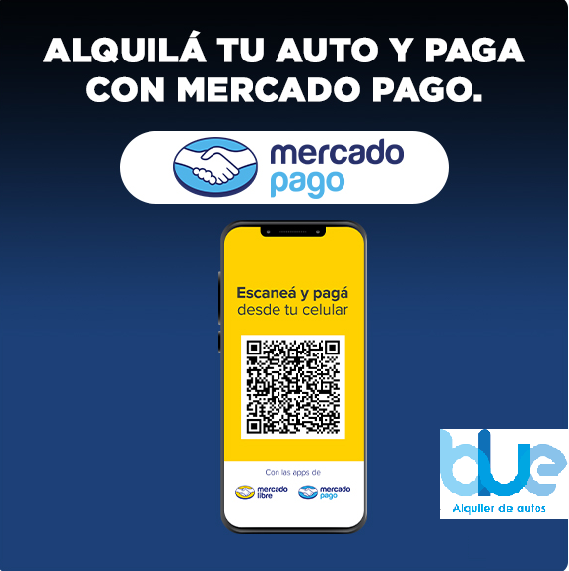 ALQUILÁ TU AUTO Y PAGA
CON MERCADO PAGO.
mercado
pago
Escaneá y pagá
desde tu celular
Con las apps de
mercado
libre
mercado
pago
blue
Alquiler de autos